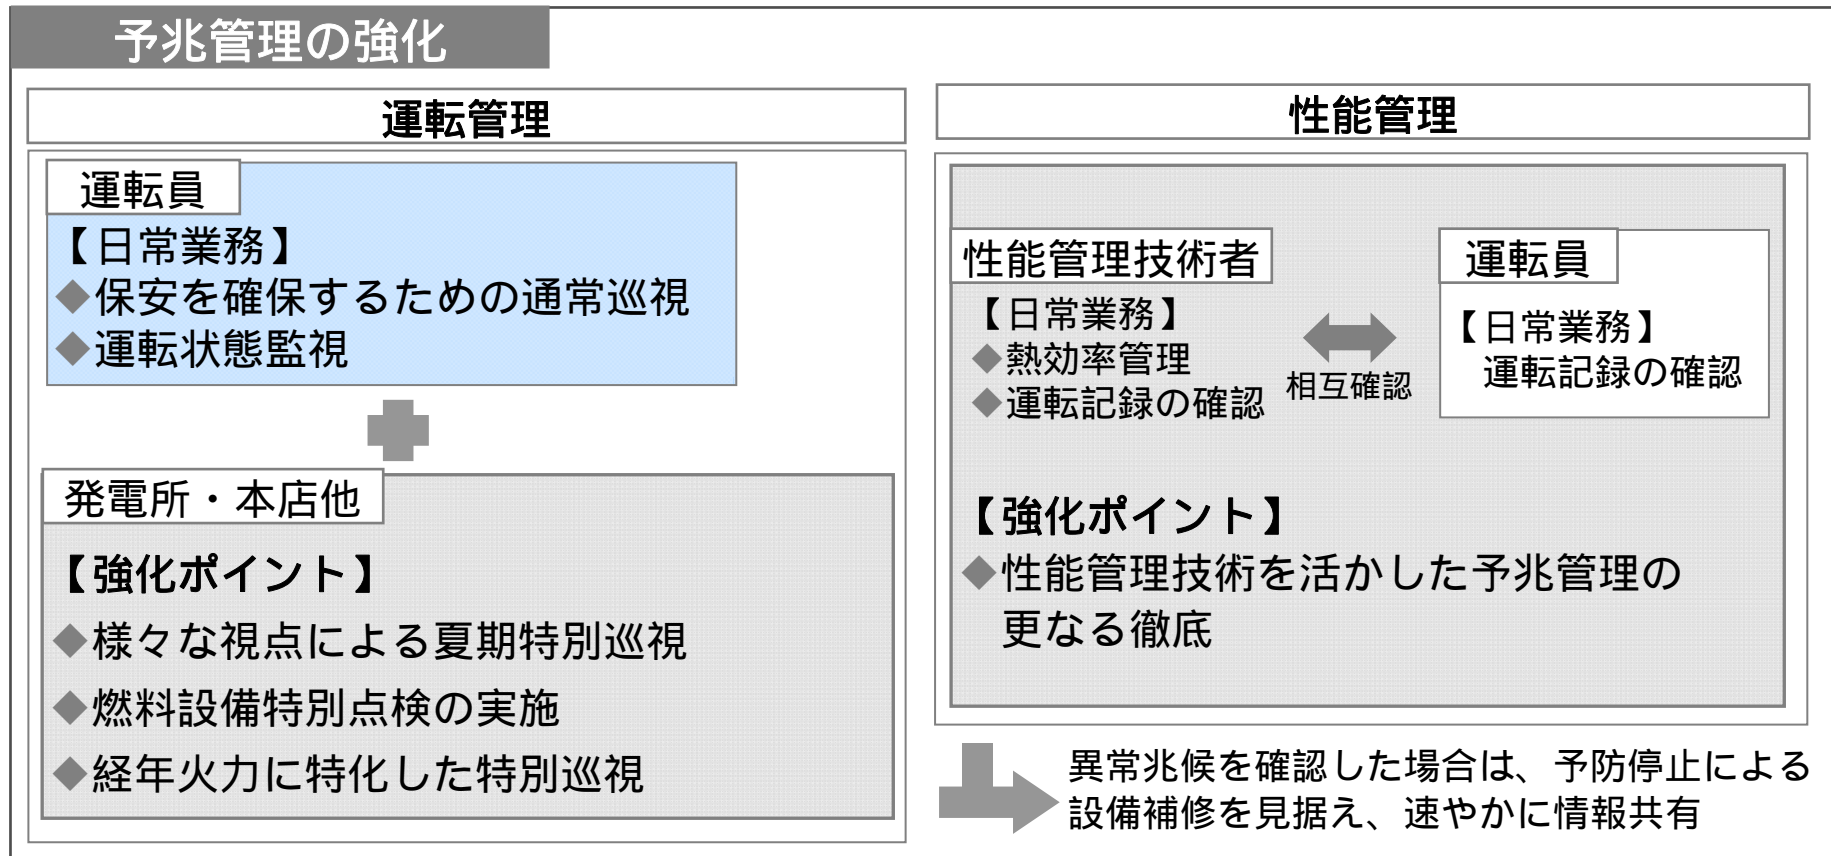 予兆管理の強化
運転管理
運転員
【日常業務】
◆保安を確保するための通常巡視
◆運転状態監視
発電所・本店他
【強化ポイント】
◆様々な視点による夏期特別巡視
◆燃料設備特別点検の実施
◆経年火力に特化した特別巡視
性能管理
性能管理技術者
【日常業務】
◆熱効率管理
◆運転記録の確認
相互確認
運転員
【日常業務】
運転記録の確認
【強化ポイント】
◆性能管理技術を活かした予兆管理の
更なる徹底
異常兆候を確認した場合は、予防停止による
設備補修を見据え、速やかに情報共有